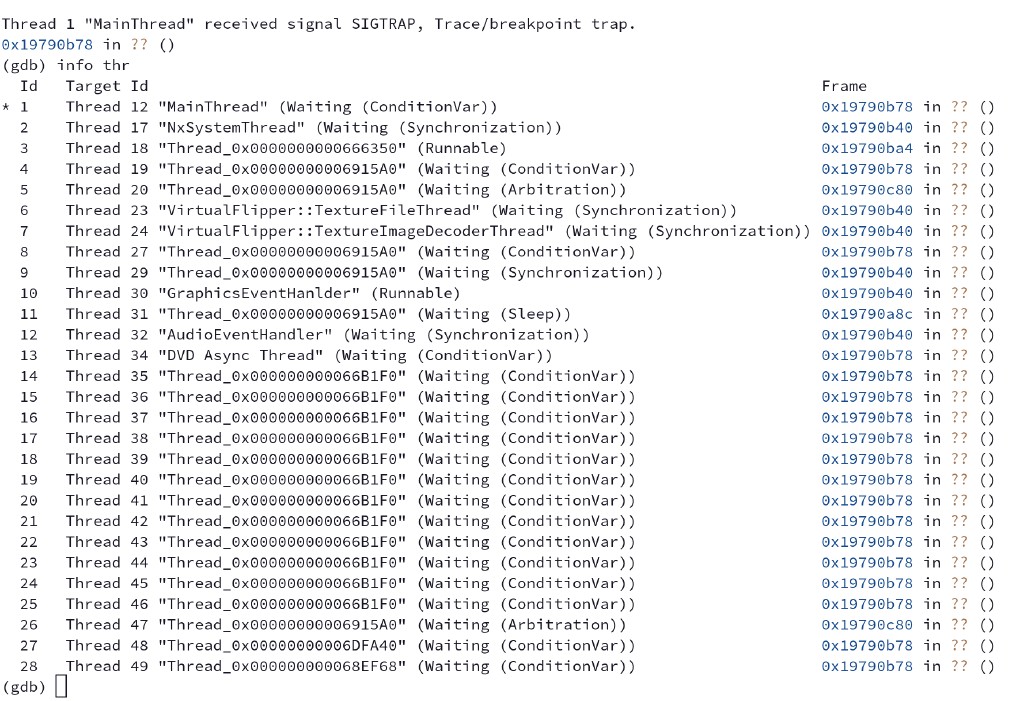 Thread 1 "MainThread" received signal SIGTRAP, Trace/breakpoint trap.
0x19790b78 in ?? ()
(gdb) info thr
Id Target Id Frame
* 1 Thread 12 "MainThread" (Waiting (ConditionVar)) 0x19790b78 in ?? ()
2 Thread 17 "NxSystemThread" (Waiting (Synchronization)) 0x19790b40 in ?? ()
3 Thread 18 "Thread_0x0000000000666350" (Runnable) 0x19790ba4 in ?? ()
4 Thread 19 "Thread_0x00000000006915A0" (Waiting (ConditionVar)) 0x19790b78 in ?? ()
5 Thread 20 "Thread_0x00000000006915A0" (Waiting (Arbitration)) 0x19790c80 in ?? ()
6 Thread 23 "VirtualFlipper::TextureFileThread" (Waiting (Synchronization)) 0x19790b40 in ?? ()
7 Thread 24 "VirtualFlipper::TextureImageDecoderThread" (Waiting (Synchronization)) 0x19790b40 in ?? ()
8 Thread 27 "Thread_0x00000000006915A0" (Waiting (ConditionVar)) 0x19790b78 in ?? ()
9 Thread 29 "Thread_0x00000000006915A0" (Waiting (Synchronization)) 0x19790b40 in ?? ()
10 Thread 30 "GraphicsEventHanlder" (Runnable) 0x19790b40 in ?? ()
11 Thread 31 "Thread_0x00000000006915A0" (Waiting (Sleep)) 0x19790a8c in ?? ()
12 Thread 32 "AudioEventHandler" (Waiting (Synchronization)) 0x19790b40 in ?? ()
13 Thread 34 "DVD Async Thread" (Waiting (ConditionVar)) 0x19790b78 in ?? ()
14 Thread 35 "Thread_0x000000000066B1F0" (Waiting (ConditionVar)) 0x19790b78 in ?? ()
15 Thread 36 "Thread_0x000000000066B1F0" (Waiting (ConditionVar)) 0x19790b78 in ?? ()
16 Thread 37 "Thread_0x000000000066B1F0" (Waiting (ConditionVar)) 0x19790b78 in ?? ()
17 Thread 38 "Thread_0x000000000066B1F0" (Waiting (ConditionVar)) 0x19790b78 in ?? ()
18 Thread 39 "Thread_0x000000000066B1F0" (Waiting (ConditionVar)) 0x19790b78 in ?? ()
19 Thread 40 "Thread_0x000000000066B1F0" (Waiting (ConditionVar)) 0x19790b78 in ?? ()
20 Thread 41 "Thread_0x000000000066B1F0" (Waiting (ConditionVar)) 0x19790b78 in ?? ()
21 Thread 42 "Thread_0x000000000066B1F0" (Waiting (ConditionVar)) 0x19790b78 in ?? ()
22 Thread 43 "Thread_0x000000000066B1F0" (Waiting (ConditionVar)) 0x19790b78 in ?? ()
23 Thread 44 "Thread_0x000000000066B1F0" (Waiting (ConditionVar)) 0x19790b78 in ?? ()
24 Thread 45 "Thread_0x000000000066B1F0" (Waiting (ConditionVar)) 0x19790b78 in ?? ()
25 Thread 46 "Thread_0x000000000066B1F0" (Waiting (ConditionVar)) 0x19790b78 in ?? ()
26 Thread 47 "Thread_0x00000000006915A0" (Waiting (Arbitration)) 0x19790c80 in ?? ()
27 Thread 48 "Thread_0x00000000006DFA40" (Waiting (ConditionVar)) 0x19790b78 in ?? ()
28 Thread 49 "Thread_0x000000000068EF68" (Waiting (ConditionVar)) 0x19790b78 in ?? ()
(gdb)